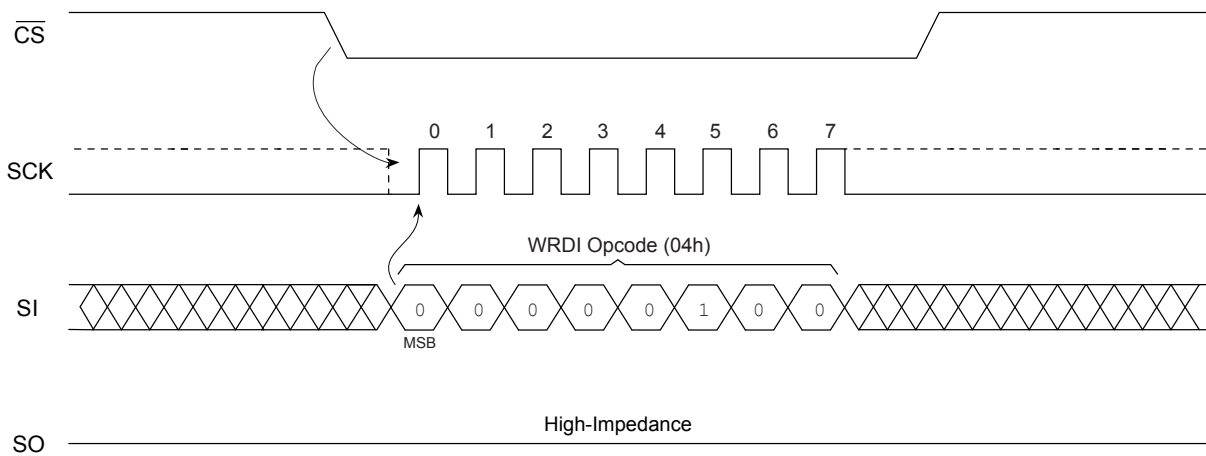 CS
0 1 2 3 4 5 6 7
SCK
WRDI Opcode (04h)
SI
0 0 0 0 0 1 0 0
MSB
High-Impedance
SO